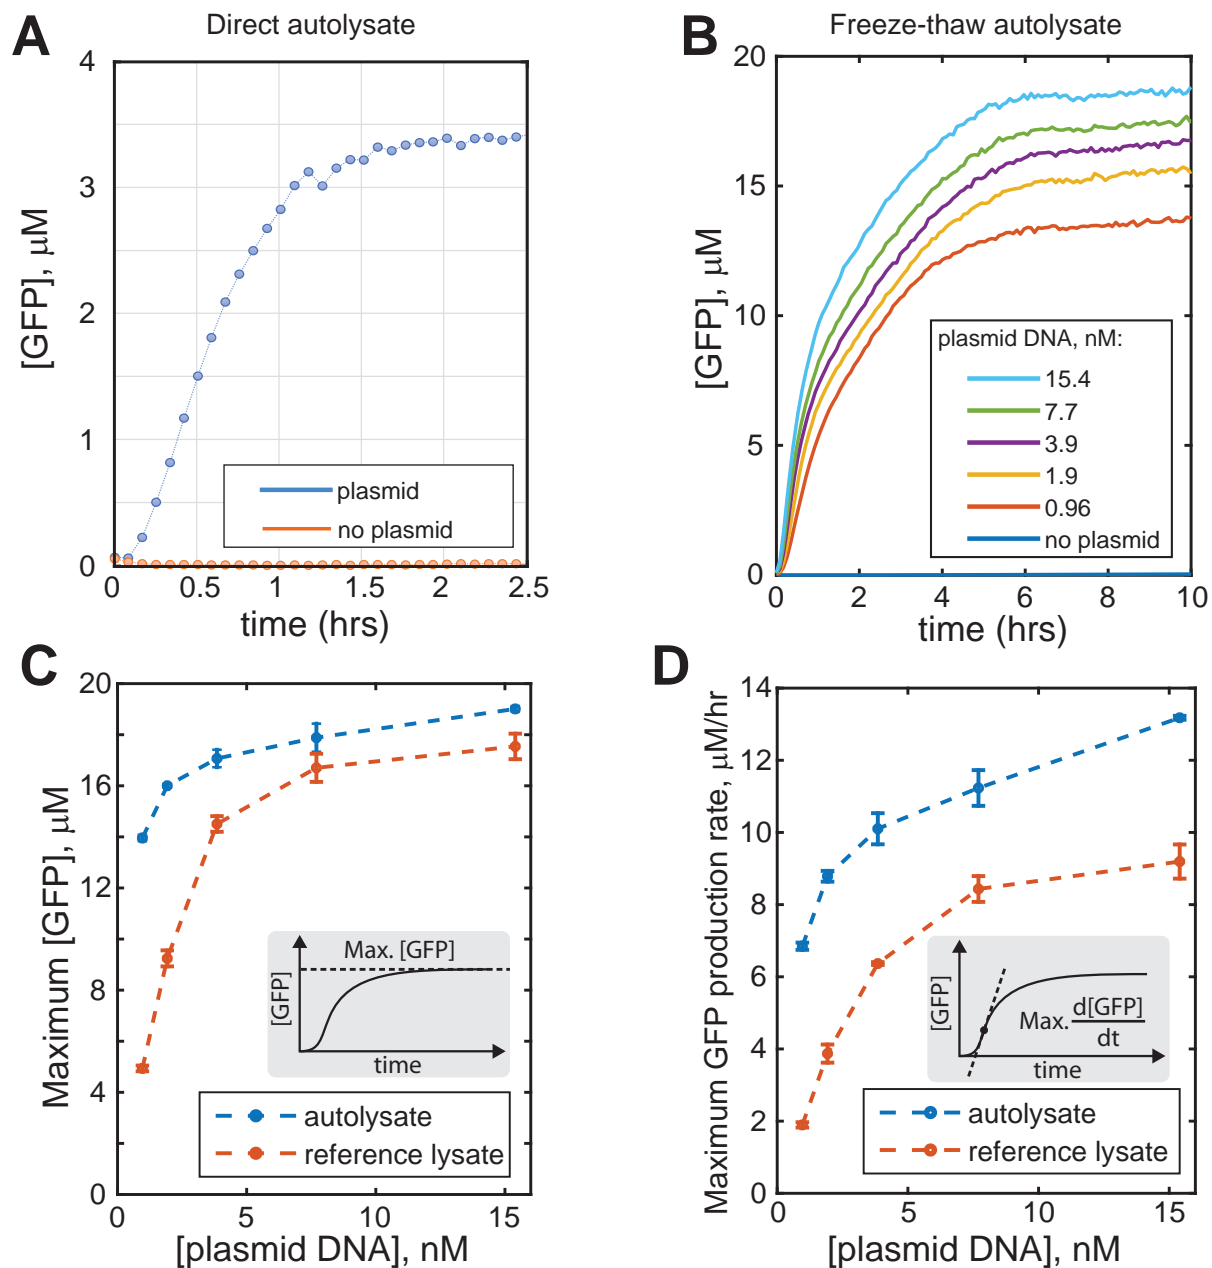 A
Direct autolysate
[GFP], μM
4
3
2
1
0
0
0.5
1
1.5
2
2.5
time (hrs)
plasmid
no plasmid
B
Freeze-thaw autolysate
[GFP], μM
20
15
10
5
0
0
2
4
6
8
10
time (hrs)
plasmid DNA, nM:
15.4
7.7
3.9
1.9
0.96
no plasmid
C
Maximum [GFP], μM
20
16
12
8
4
0
0
5
10
15
[plasmid DNA], nM
Max. [GFP]
[GFP]
time
autolysate
reference lysate
D
Maximum GFP production rate, μM/hr
14
12
10
8
6
4
2
0
0
5
10
15
[plasmid DNA], nM
[GFP]
Max. d[GFP]
dt
time
autolysate
reference lysate